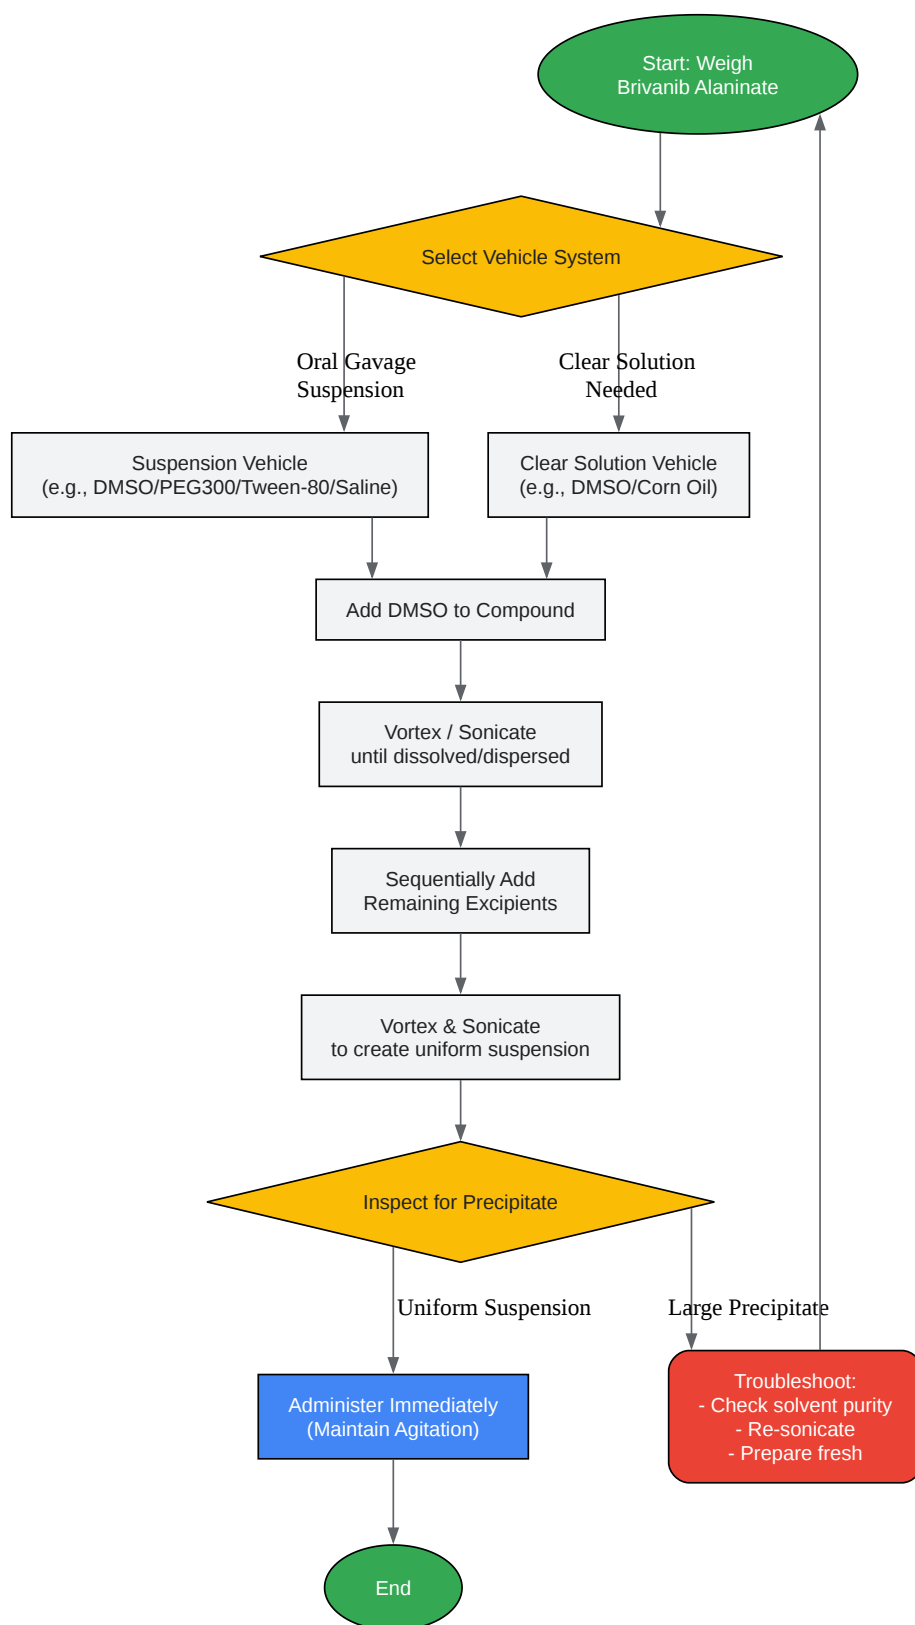 Start: Weigh
Brivanib Alaninate
Select Vehicle System
Oral Gavage
Suspension
Clear Solution
Needed
Suspension Vehicle
(e.g., DMSO/PEG300/Tween-80/Saline)
Clear Solution Vehicle
(e.g., DMSO/Corn Oil)
Add DMSO to Compound
Vortex / Sonicate
until dissolved/dispersed
Sequentially Add
Remaining Excipients
Vortex & Sonicate
to create uniform suspension
Inspect for Precipitate
Uniform Suspension
Large Precipitate
Administer Immediately
(Maintain Agitation)
Troubleshoot:
- Check solvent purity
- Re-sonicate
- Prepare fresh
End